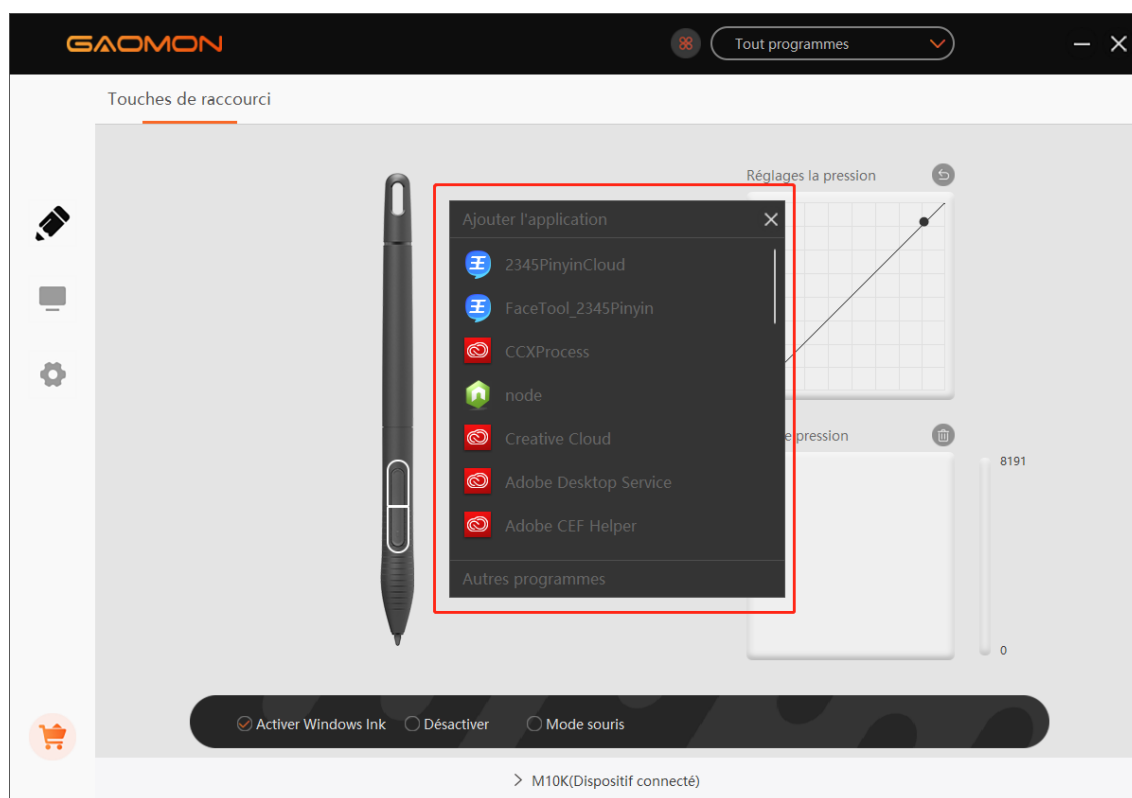 GAOMON
Tout programmes
Touches de raccourci
Réglages la pression
Ajouter l'application
2345PinyinCloud
FaceTool_2345Pinyin
CCXProcess
node
Creative Cloud
Adobe Desktop Service
Adobe CEF Helper
Autres programmes
pression
8191
0
Activer Windows Ink
Désactiver
Mode souris
M10K(Dispositif connecté)